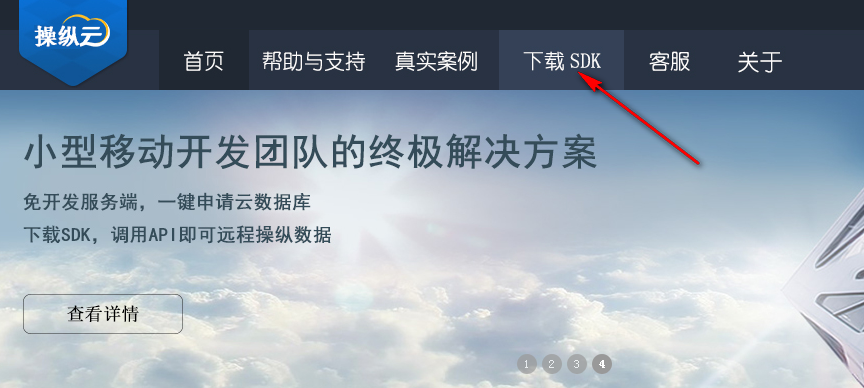 操纵云
首页 帮助与支持 真实案例 下载 SDK 客服 关于
小型移动开发团队的终极解决方案
免开发服务端，一键申请云数据库
下载SDK，调用API即可远程操纵数据
查看详情
1 2 3 4